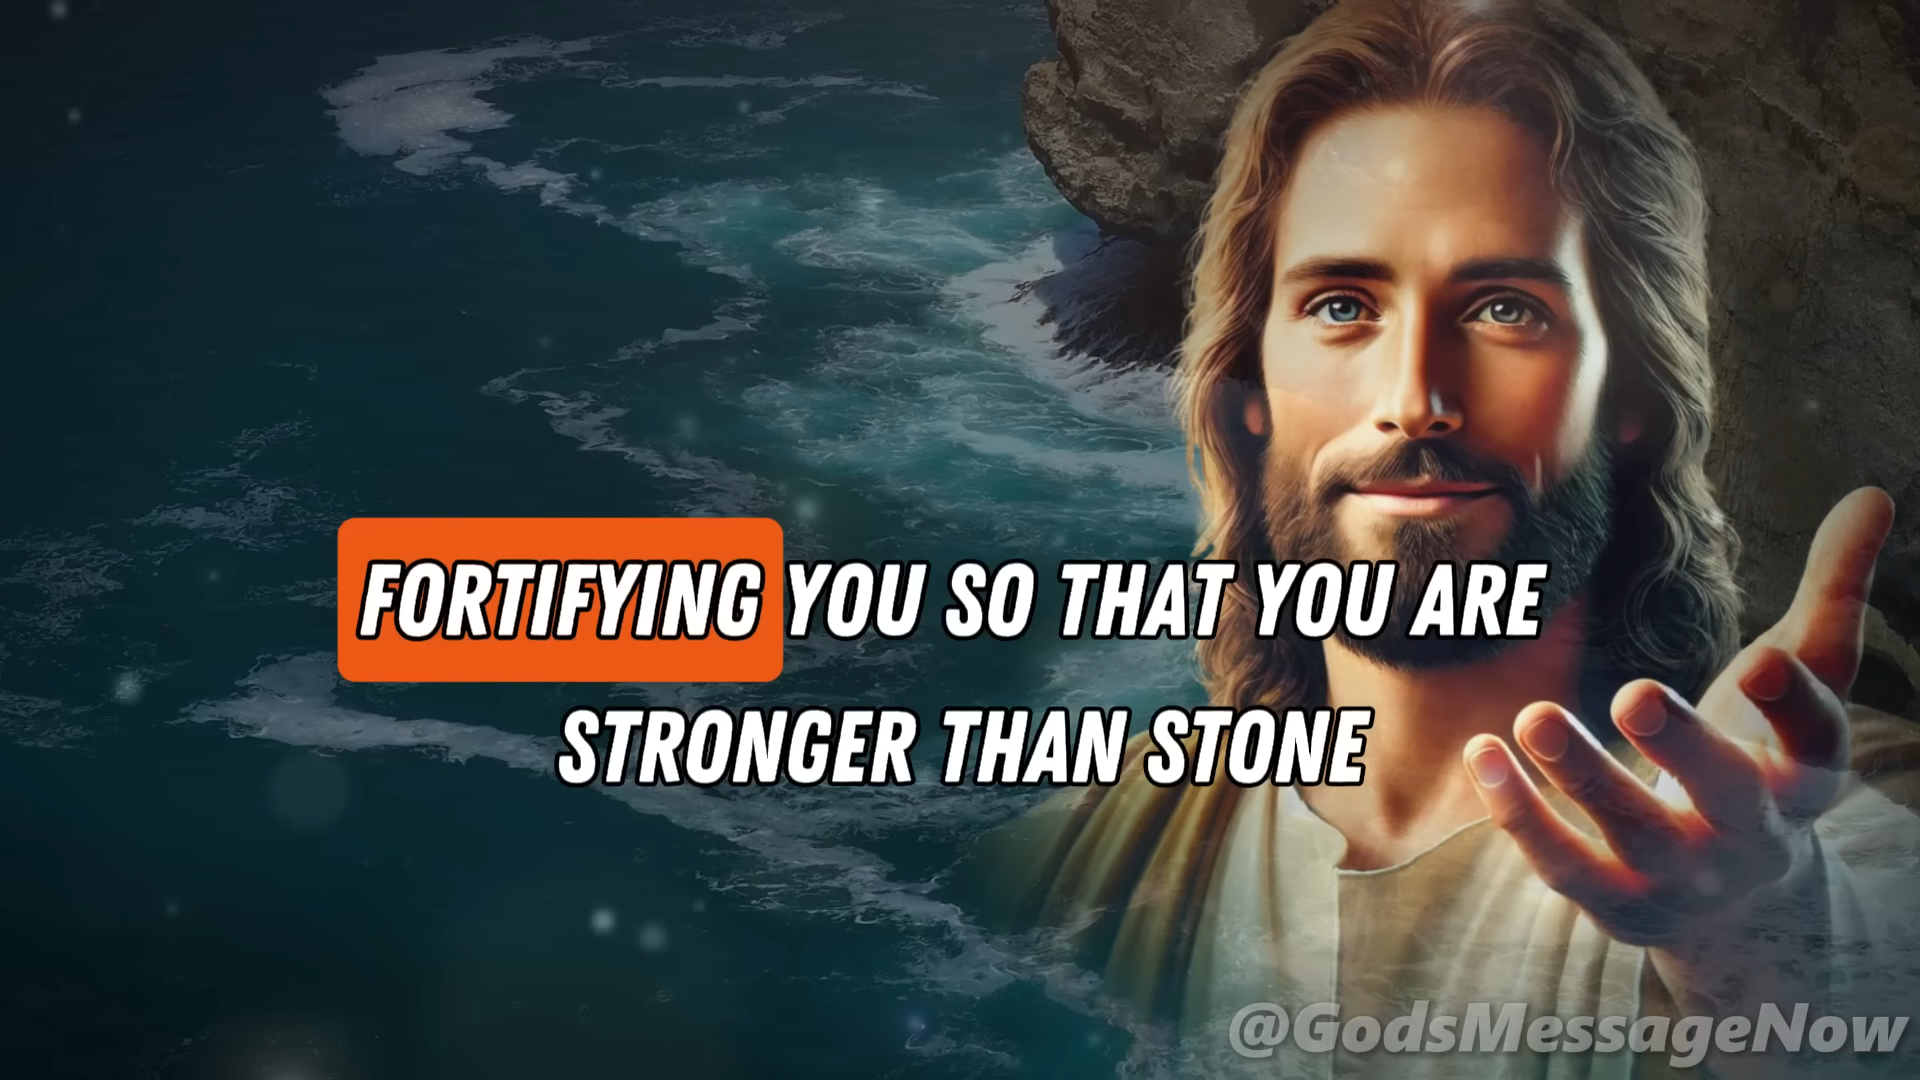 FORTIFYING YOU SO THAT YOU ARE
STRONGER THAN STONE
@GodsMessageNow